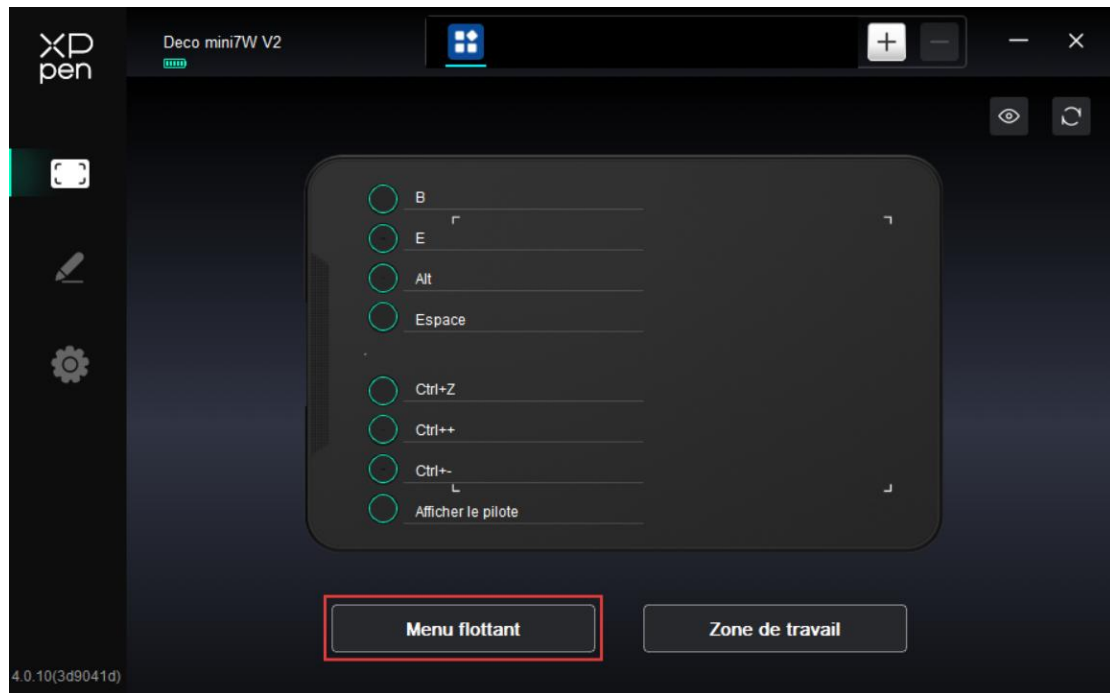 XP
pen
Deco mini7W V2
B
E
Alt
Espace
Ctrl+Z
Ctrl++
Ctrl+-
Afficher le pilote
Menu flottant
Zone de travail
4.0.10(3d9041d)